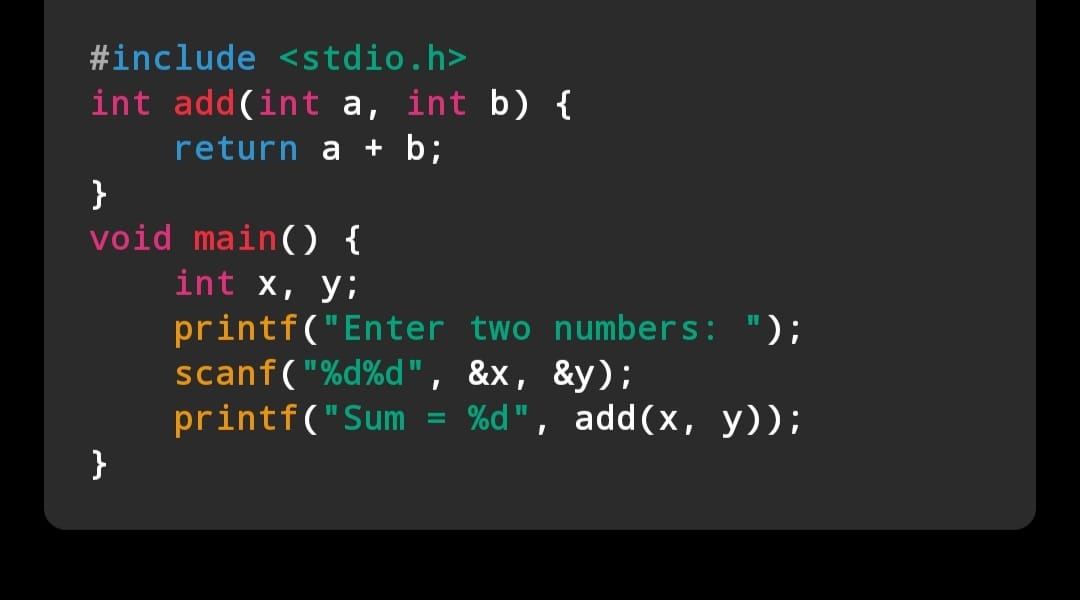 #include <stdio.h>
int add(int a, int b) {
    return a + b;
}
void main() {
    int x, y;
    printf("Enter two numbers: ");
    scanf("%d%d", &x, &y);
    printf("Sum = %d", add(x, y));
}